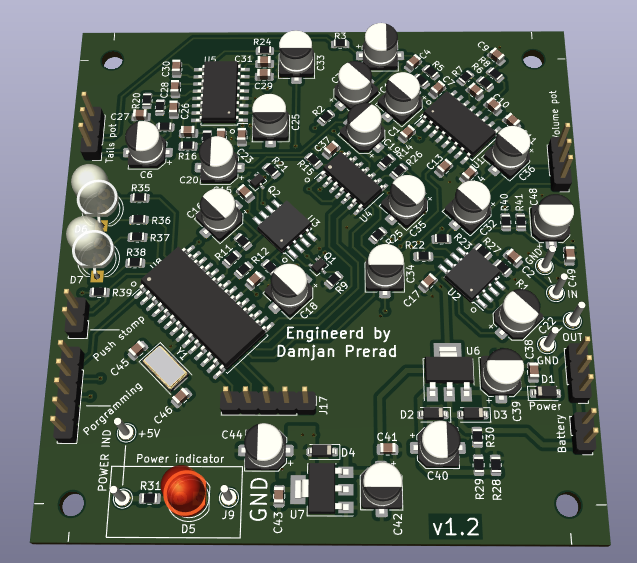 R24
R3
C9
U5
C31
C33
C4
R5
C30
C29
C28
R20
C27
C26
R2
C25
Volume pot
Tails pot
R16
C6
C20
R21
R15
C13
U1
C36
R26
Q2
R35
R36
R37
R38
D7
R39
U3
U4
C35
C32
R40
R41
C48
R25
R22
R23
R27
C34
GND
C49
IN
R11
R12
R9
C18
C17
U2
R1
OUT
C22
GND
Push stomp
Y1
C45
C46
Engineerd by
Damjan Prerad
U6
C38
D1
Power
C39
Porgramming
J17
D2
D3
R30
Battery
+5V
POWER IND
C44
D4
C41
C40
R29
R28
Power indicator
R31
D5
J9
GND
C43
U7
C42
v1.2